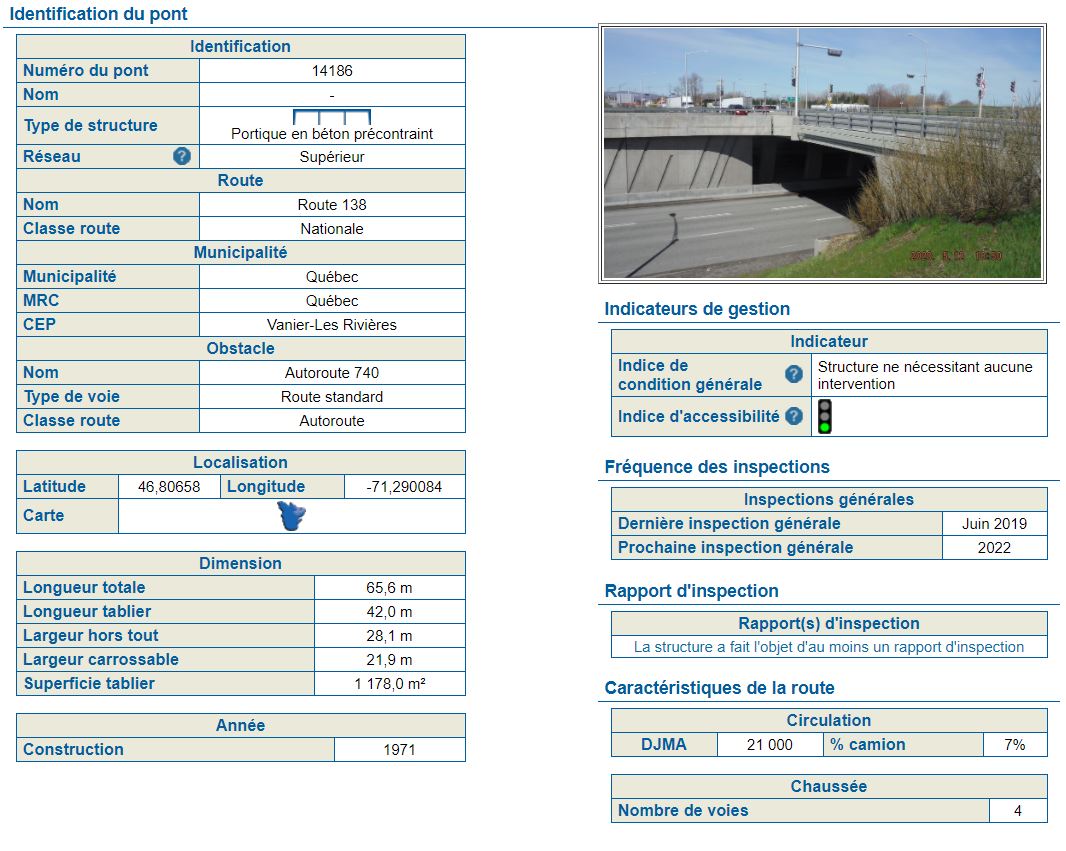 Identification du pont
Identification
Numéro du pont 14186
Nom -
Type de structure Portique en béton précontraint
Réseau ? Supérieur
Route
Nom Route 138
Classe route Nationale
Municipalité
Municipalité Québec
MRC Québec
CEP Vanier-Les Rivières
Obstacle
Nom Autoroute 740
Type de voie Route standard
Classe route Autoroute
Localisation
Latitude 46,80658 Longitude -71,290084
Carte
Dimension
Longueur totale 65,6 m
Longueur tablier 42,0 m
Largeur hors tout 28,1 m
Largeur carrossable 21,9 m
Superficie tablier 1 178,0 m²
Année
Construction 1971
Indicateurs de gestion
Indicateur
Indice de
condition générale ? Structure ne nécessitant aucune
intervention
Indice d'accessibilité ?
Fréquence des inspections
Inspections générales
Dernière inspection générale Juin 2019
Prochaine inspection générale 2022
Rapport d'inspection
Rapport(s) d'inspection
La structure a fait l'objet d'au moins un rapport d'inspection
Caractéristiques de la route
Circulation
DJMA 21 000 % camion 7%
Chaussée
Nombre de voies 4